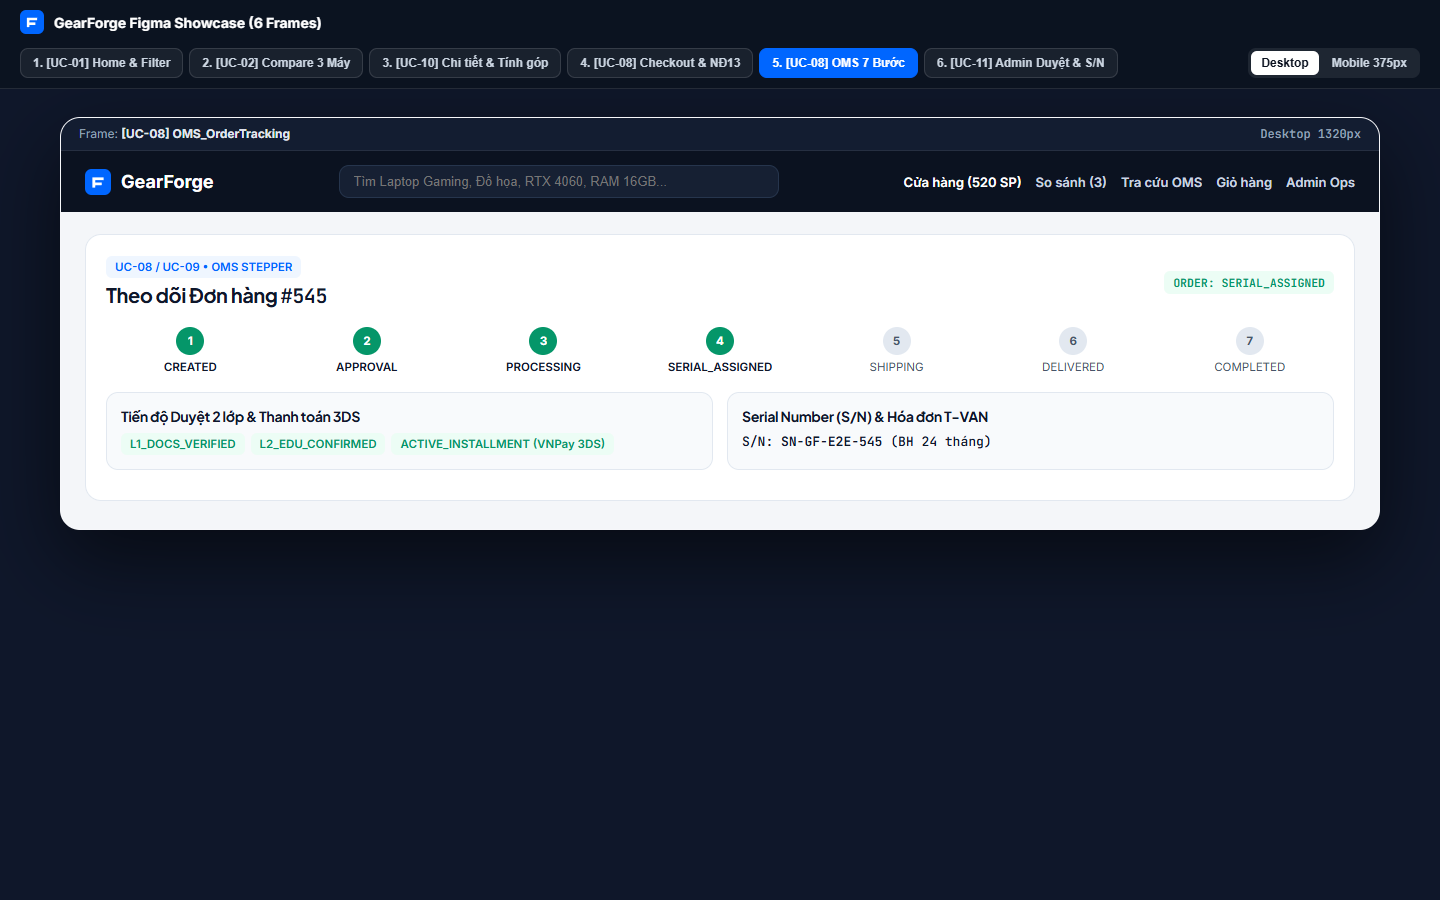 GearForge Figma Showcase (6 Frames)
1. [UC-01] Home & Filter
2. [UC-02] Compare 3 Máy
3. [UC-10] Chi tiết & Tính góp
4. [UC-08] Checkout & NĐ13
5. [UC-08] OMS 7 Bước
6. [UC-11] Admin Duyệt & S/N
Desktop
Mobile 375px
Frame: [UC-08] OMS_OrderTracking
Desktop 1320px
GearForge
Tìm Laptop Gaming, Đồ họa, RTX 4060, RAM 16GB...
Cửa hàng (520 SP)
So sánh (3)
Tra cứu OMS
Giỏ hàng
Admin Ops
UC-08 / UC-09 • OMS STEPPER
Theo dõi Đơn hàng #545
ORDER: SERIAL_ASSIGNED
1
2
3
4
5
6
7
CREATED
APPROVAL
PROCESSING
SERIAL_ASSIGNED
SHIPPING
DELIVERED
COMPLETED
Tiến độ Duyệt 2 lớp & Thanh toán 3DS
L1_DOCS_VERIFIED
L2_EDU_CONFIRMED
ACTIVE_INSTALLMENT (VNPay 3DS)
Serial Number (S/N) & Hóa đơn T-VAN
S/N: SN-GF-E2E-545 (BH 24 tháng)